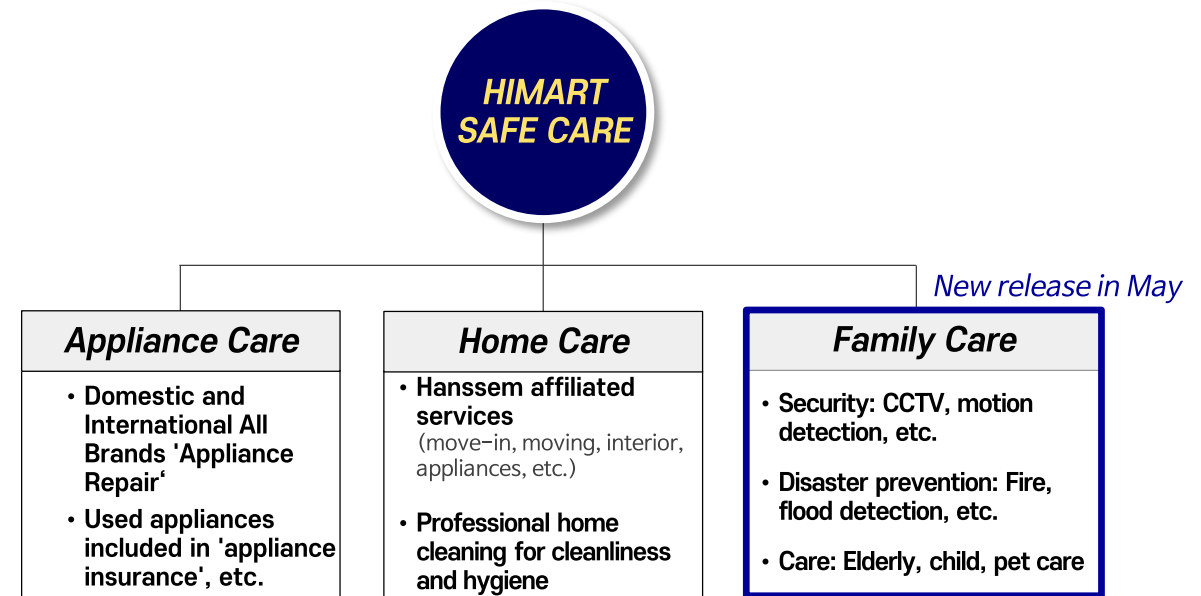 HIMART
SAFE CARE
New release in May
Appliance Care
• Domestic and
International All
Brands 'Appliance
Repair‘
• Used appliances
included in 'appliance
insurance', etc.
Home Care
• Hanssem affiliated
services
(move-in, moving, interior,
appliances, etc.)
• Professional home
cleaning for cleanliness
and hygiene
Family Care
• Security: CCTV, motion
detection, etc.
• Disaster prevention: Fire,
flood detection, etc.
• Care: Elderly, child, pet care